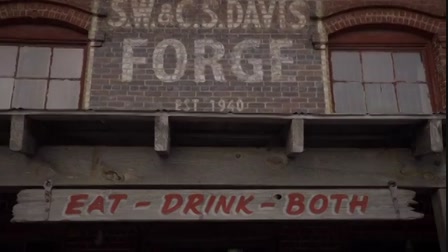 S.W.&C.S.DAVIS
FORGE
EST 1940
EAT - DRINK - BOTH